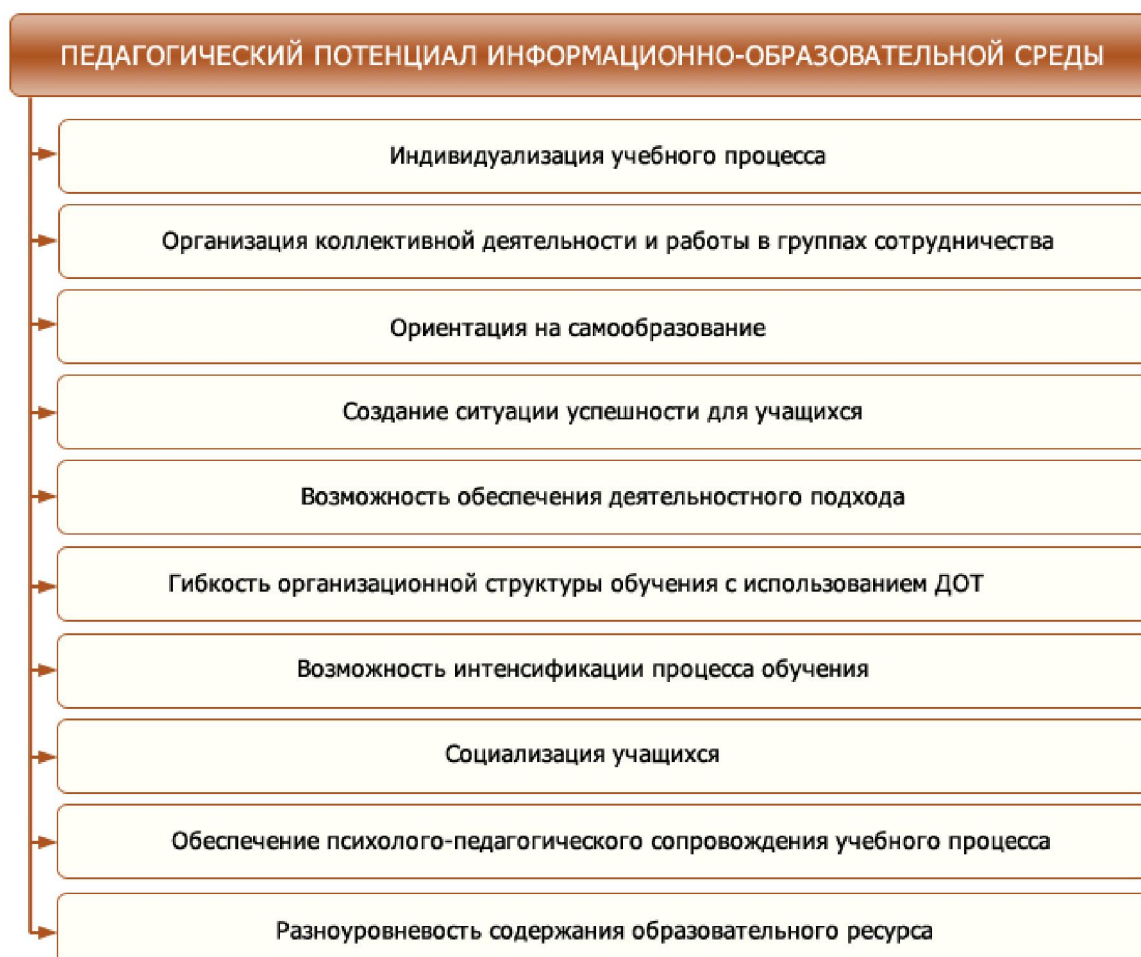 ПЕДАГОГИЧЕСКИЙ ПОТЕНЦИАЛ ИНФОРМАЦИОННО-ОБРАЗОВАТЕЛЬНОЙ СРЕДЫ
Индивидуализация учебного процесса
Организация коллективной деятельности и работы в группах сотрудничества
Ориентация на самообразование
Создание ситуации успешности для учащихся
Возможность обеспечения деятельностного подхода
Гибкость организационной структуры обучения с использованием ДОТ
Возможность интенсификации процесса обучения
Социализация учащихся
Обеспечение психолого-педагогического сопровождения учебного процесса
Разноуровневость содержания образовательного ресурса